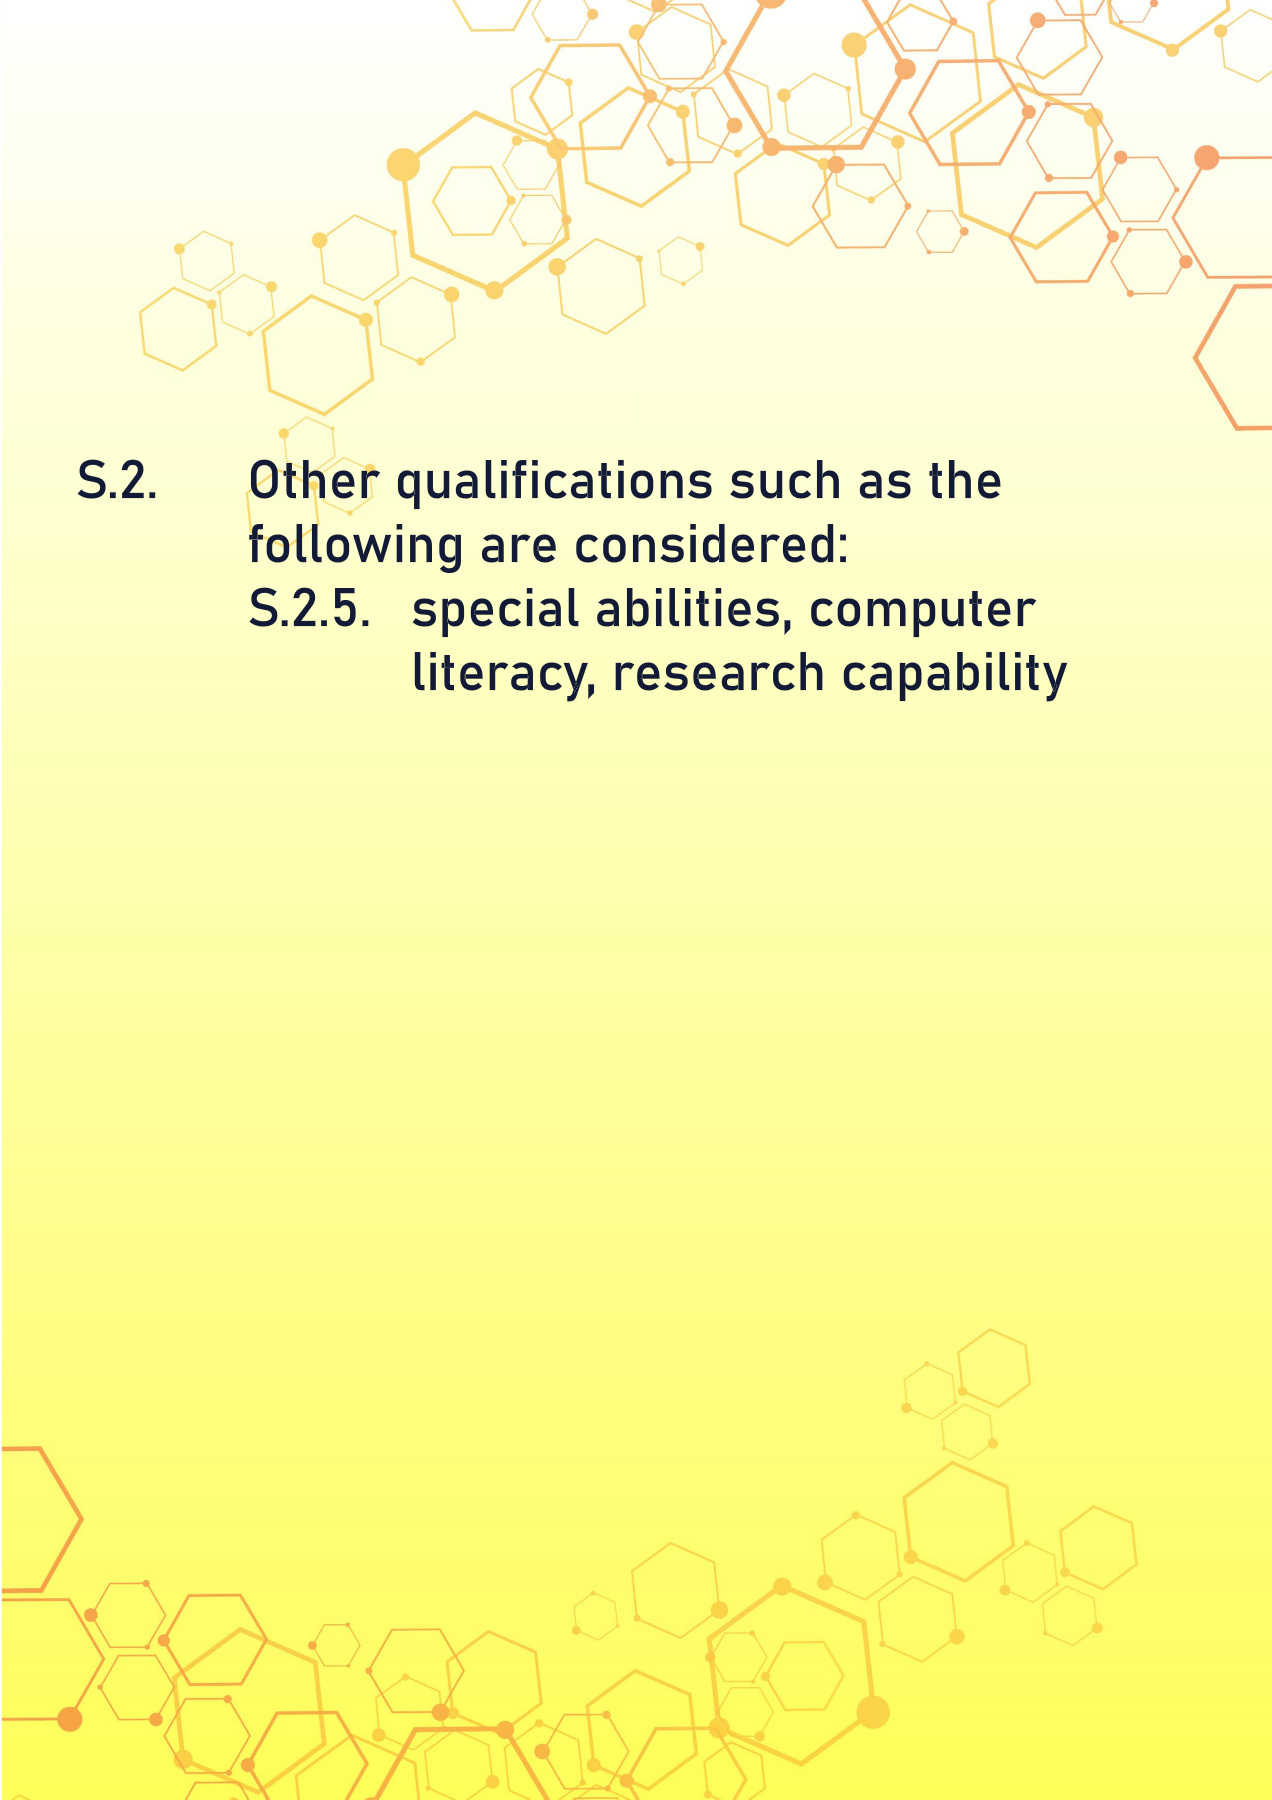 S.2. Other qualifications such as the
following are considered:
S.2.5. special abilities, computer
literacy, research capability